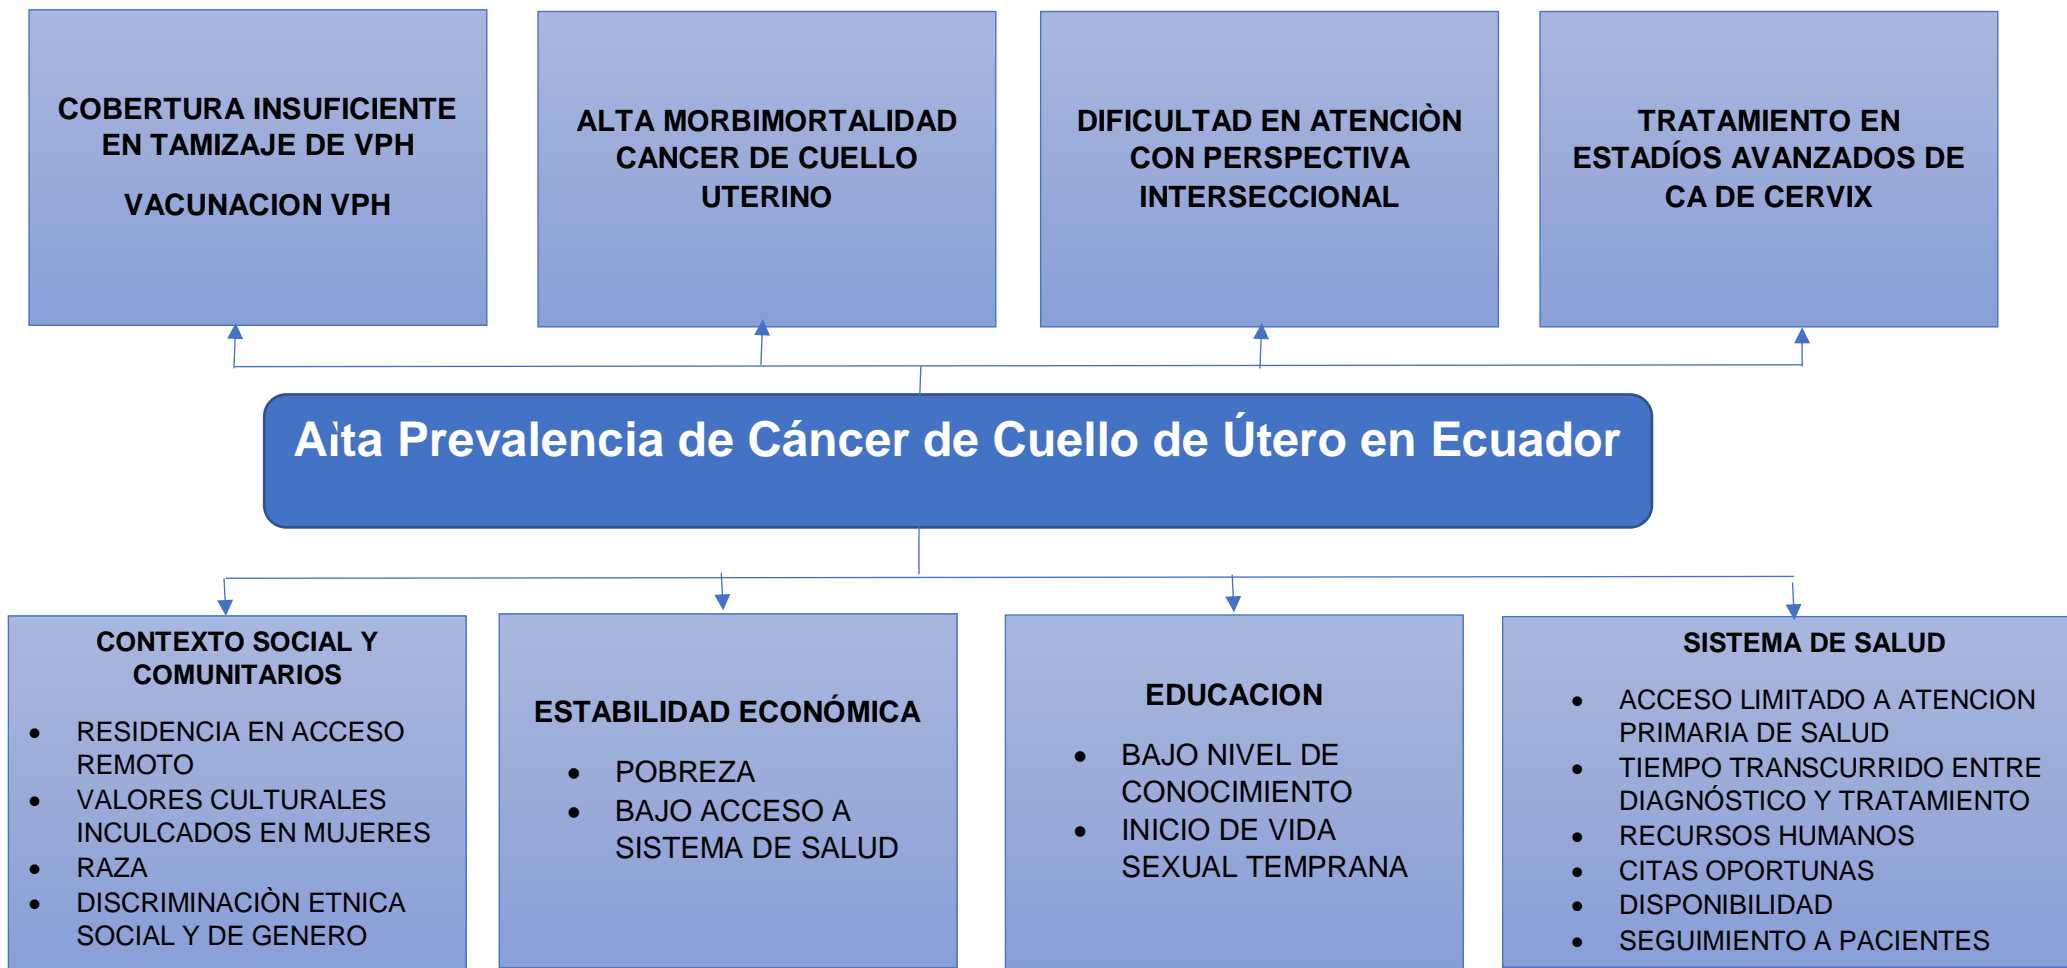 COBERTURA INSUFICIENTE
EN TAMIZAJE DE VPH
VACUNACION VPH
ALTA MORBIMORTALIDAD
CANCER DE CUELLO
UTERINO
DIFICULTAD EN ATENCIÒN
CON PERSPECTIVA
INTERSECCIONAL
TRATAMIENTO EN
ESTADÍOS AVANZADOS DE
CA DE CERVIX
Alta Prevalencia de Cáncer de Cuello de Útero en Ecuador
CONTEXTO SOCIAL Y
COMUNITARIOS
• RESIDENCIA EN ACCESO
REMOTO
• VALORES CULTURALES
INCULCADOS EN MUJERES
• RAZA
• DISCRIMINACIÒN ETNICA
SOCIAL Y DE GENERO
ESTABILIDAD ECONÓMICA
• POBREZA
• BAJO ACCESO A
SISTEMA DE SALUD
EDUCACION
• BAJO NIVEL DE
CONOCIMIENTO
• INICIO DE VIDA
SEXUAL TEMPRANA
SISTEMA DE SALUD
• ACCESO LIMITADO A ATENCION
PRIMARIA DE SALUD
• TIEMPO TRANSCURRIDO ENTRE
DIAGNÓSTICO Y TRATAMIENTO
• RECURSOS HUMANOS
• CITAS OPORTUNAS
• DISPONIBILIDAD
• SEGUIMIENTO A PACIENTES